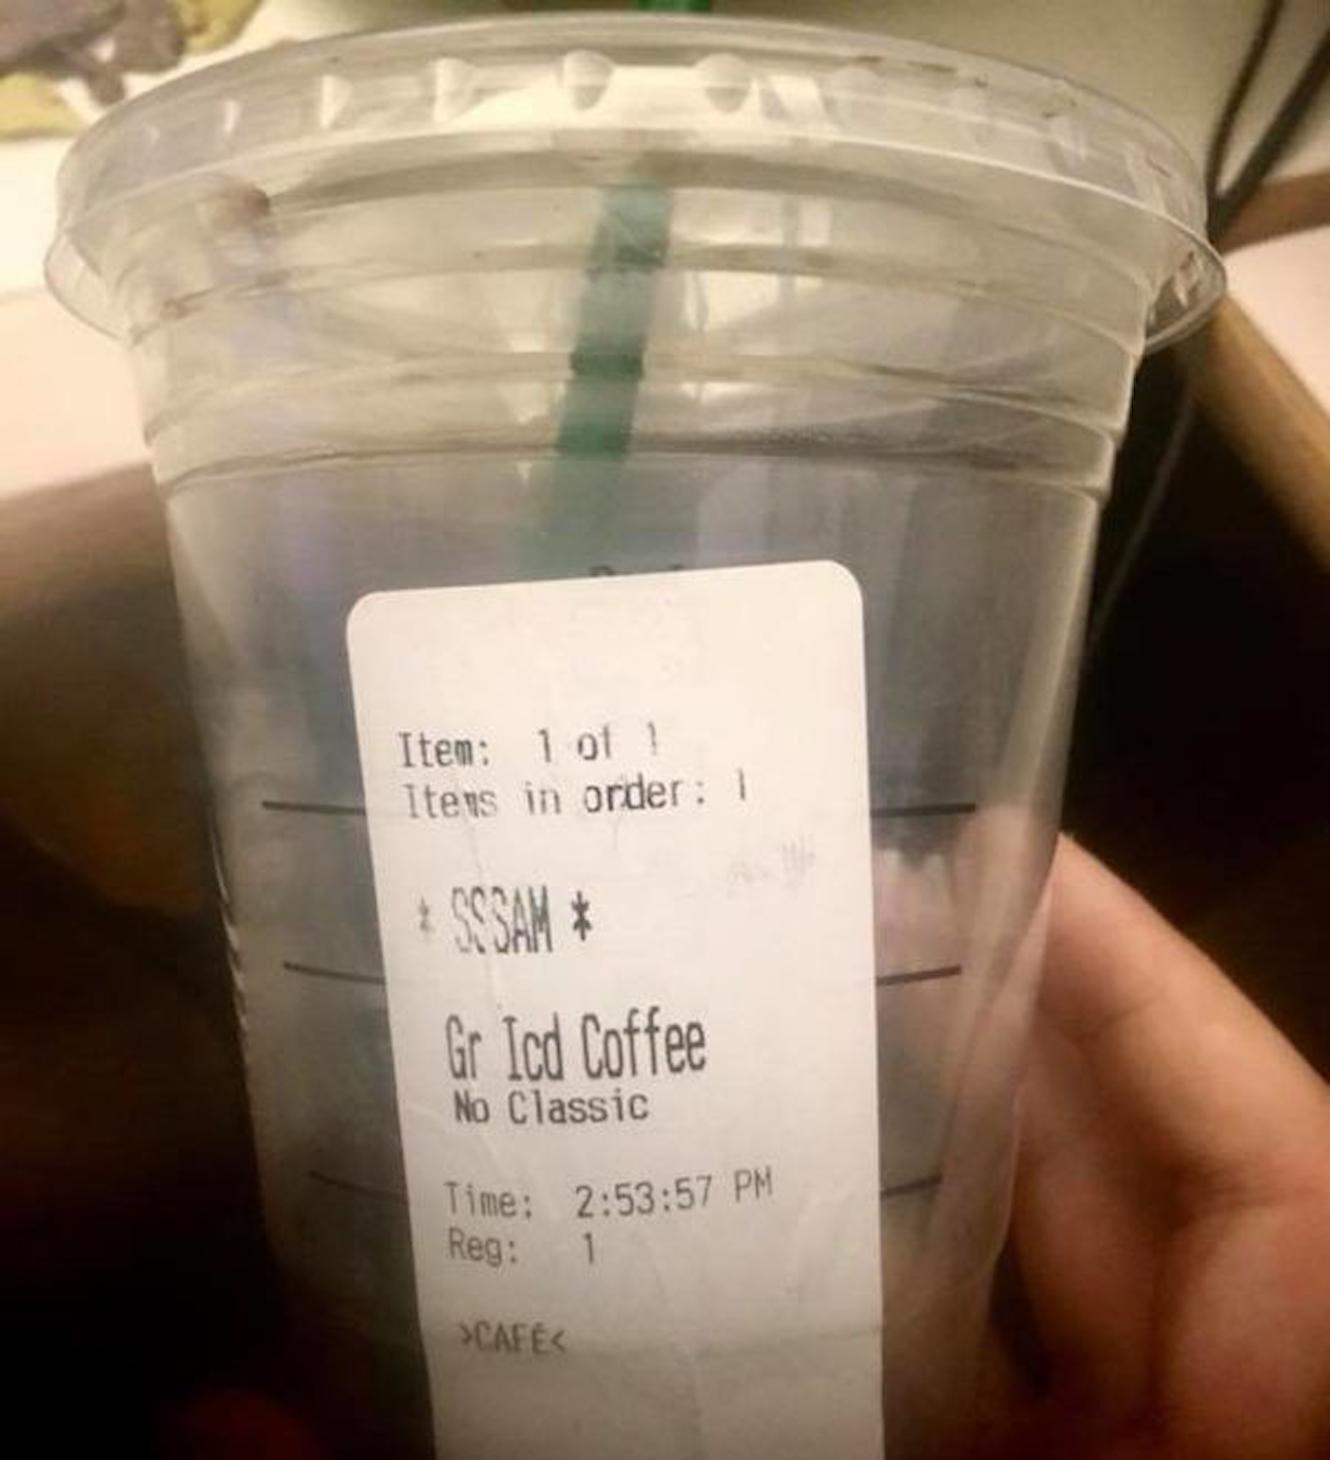 Item: 1 of 1
Items in order: 1
* SSSAM *
Gr Icd Coffee
No Classic
Time: 2:53:57 PM
Reg: 1
>CAFE<